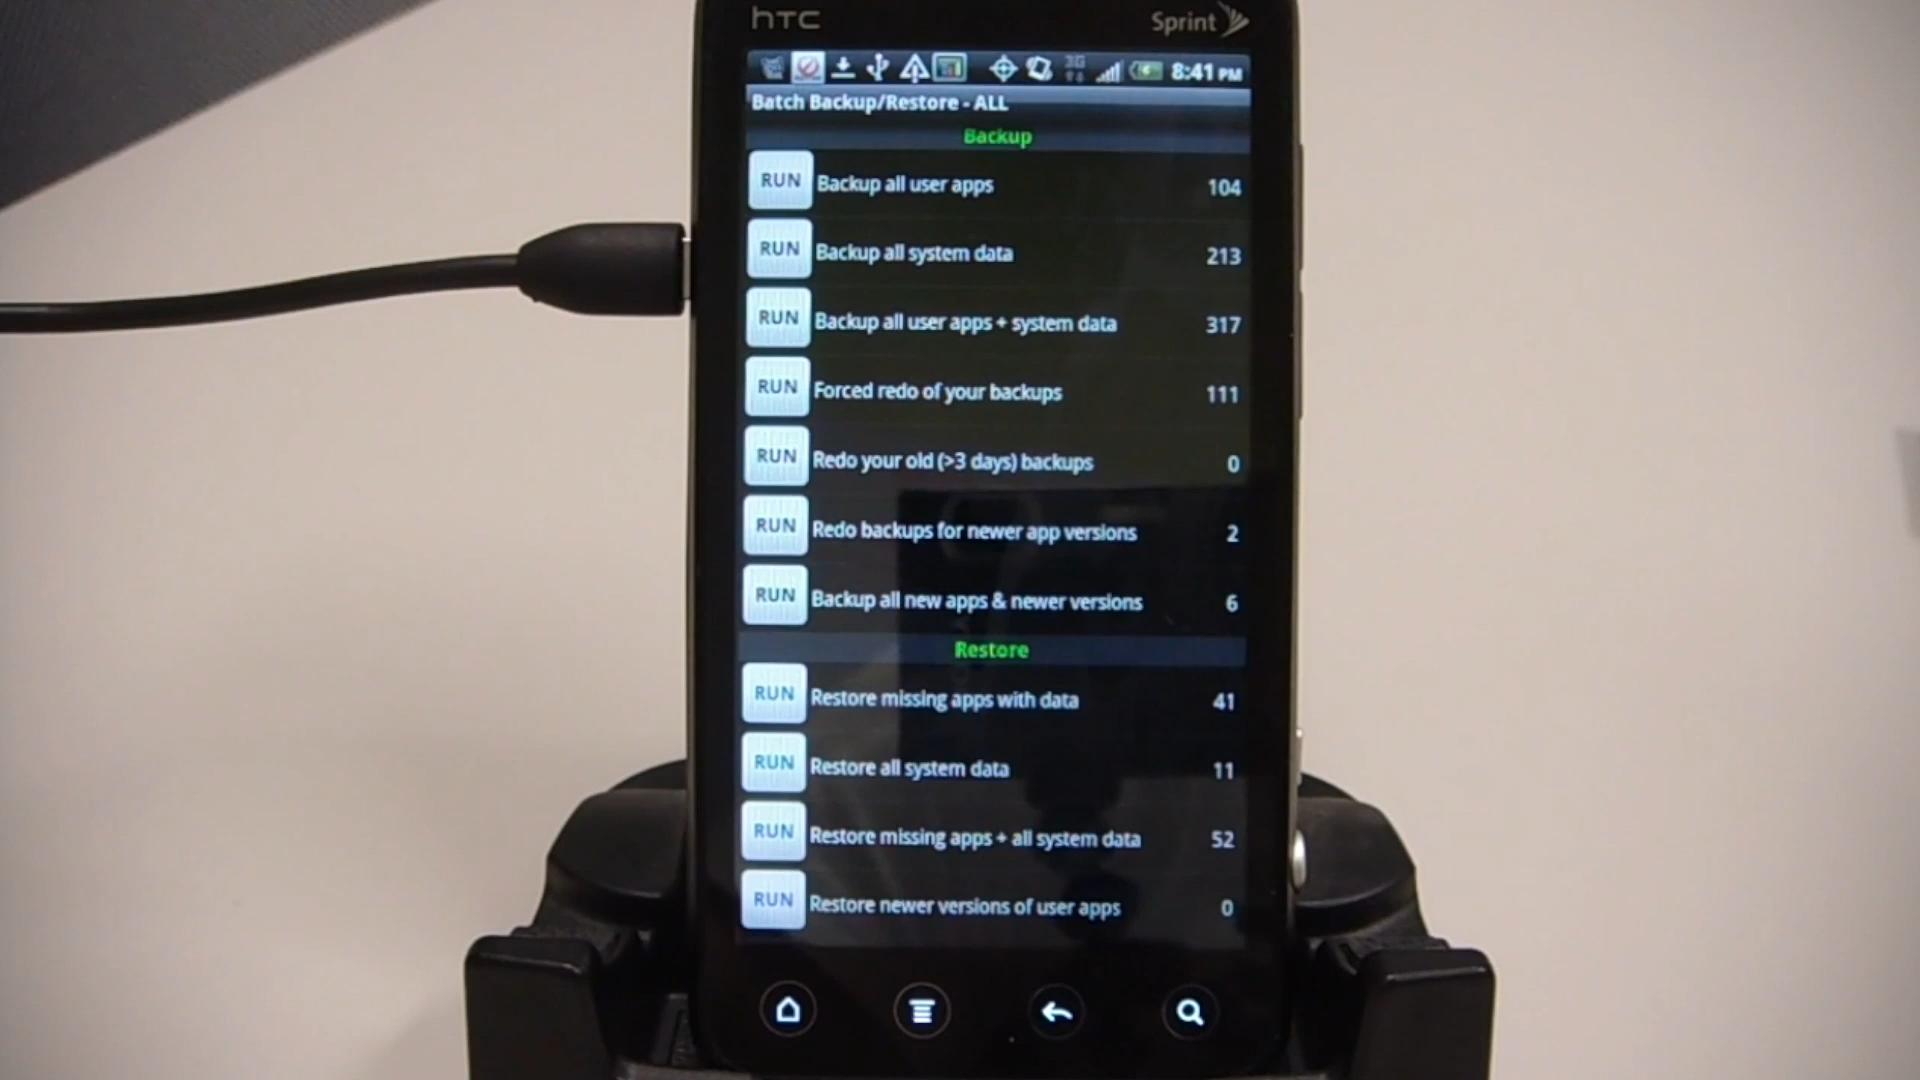 hTC Sprint
3G 8:41 PM
Batch Backup/Restore - ALL
Backup
RUN Backup all user apps 104
RUN Backup all system data 213
RUN Backup all user apps + system data 317
RUN Forced redo of your backups 111
RUN Redo your old (>3 days) backups 0
RUN Redo backups for newer app versions 2
RUN Backup all new apps & newer versions 6
Restore
RUN Restore missing apps with data 41
RUN Restore all system data 11
RUN Restore missing apps + all system data 52
RUN Restore newer versions of user apps 0